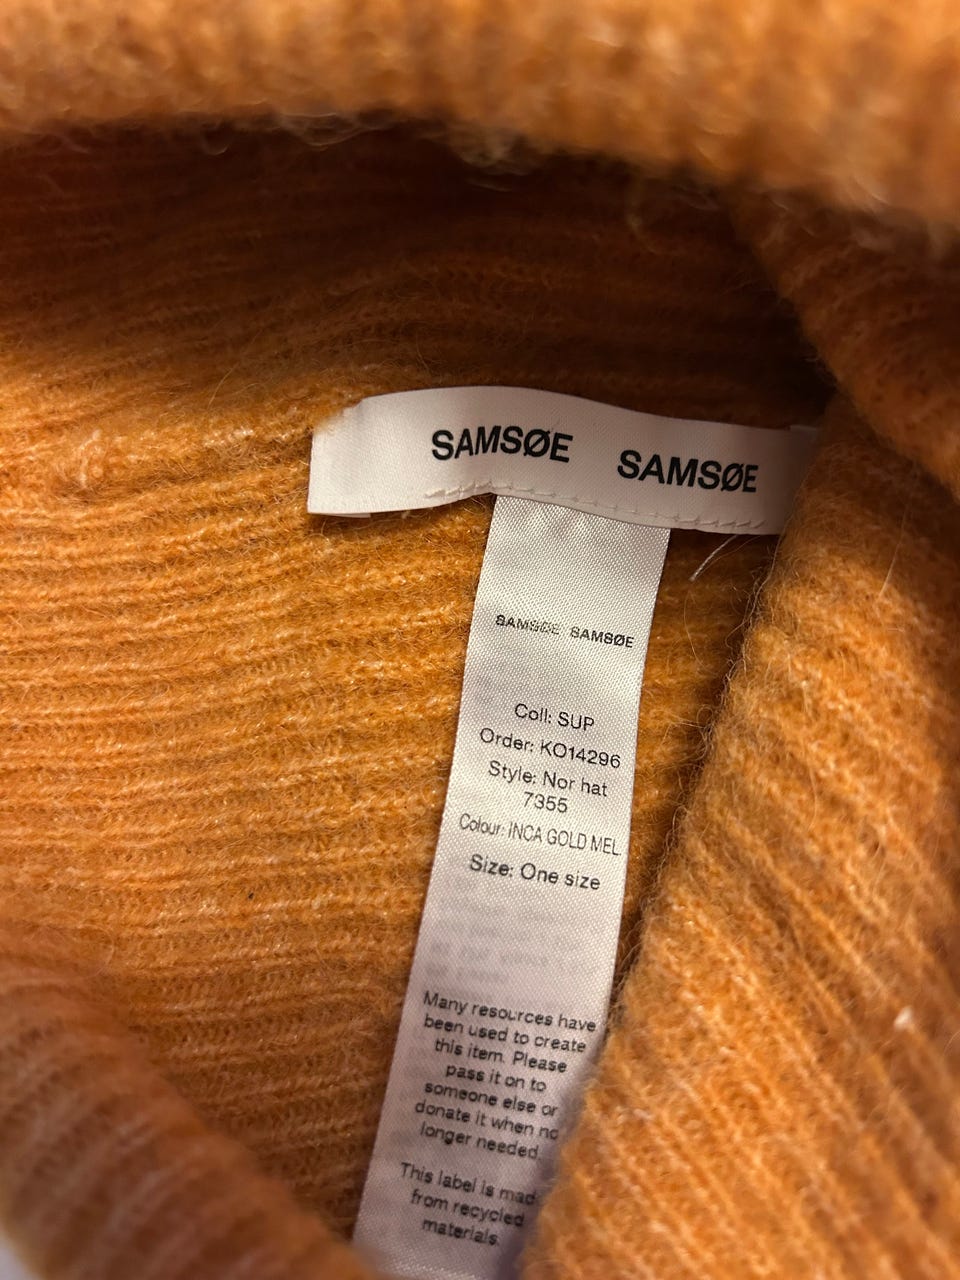 SAMSØE SAMSØE
SAMSØE SAMSØE
Coll: SUP
Order: KO14296
Style: Nor hat
7355
Colour: INCA GOLD MEL
Size: One size
Many resources have
been used to create
this item. Please
pass it on to
someone else or
donate it when no
longer needed.
This label is mad
from recycled
materials.